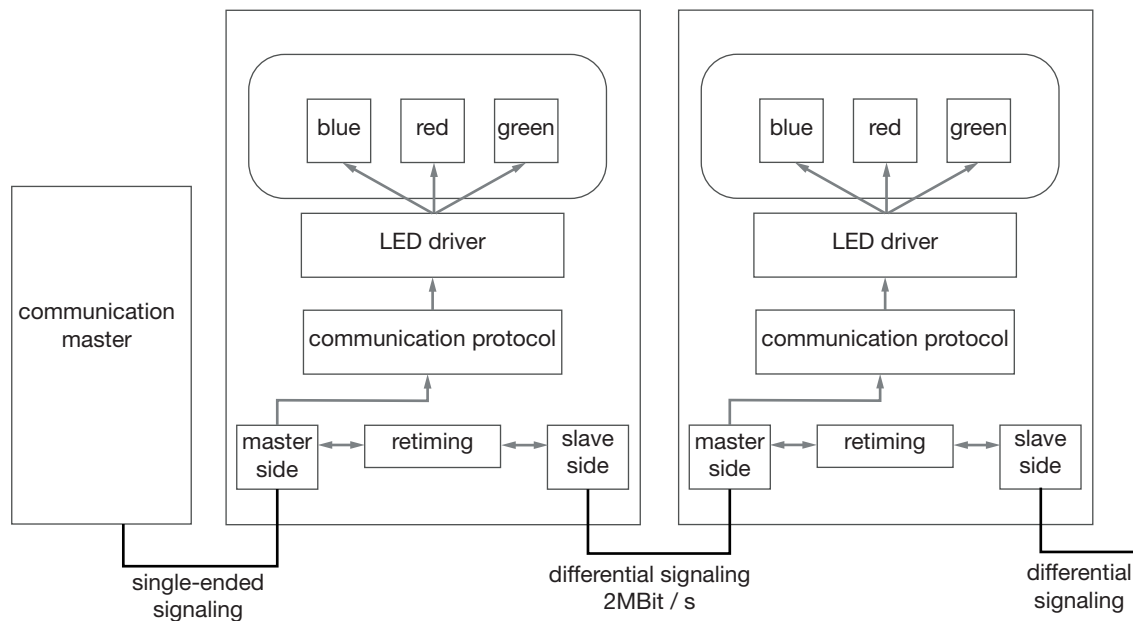 communication
master
blue
red
green
LED driver
communication protocol
master
side
retiming
slave
side
blue
red
green
LED driver
communication protocol
master
side
retiming
slave
side
single-ended
signaling
differential signaling
2MBit / s
differential
signaling